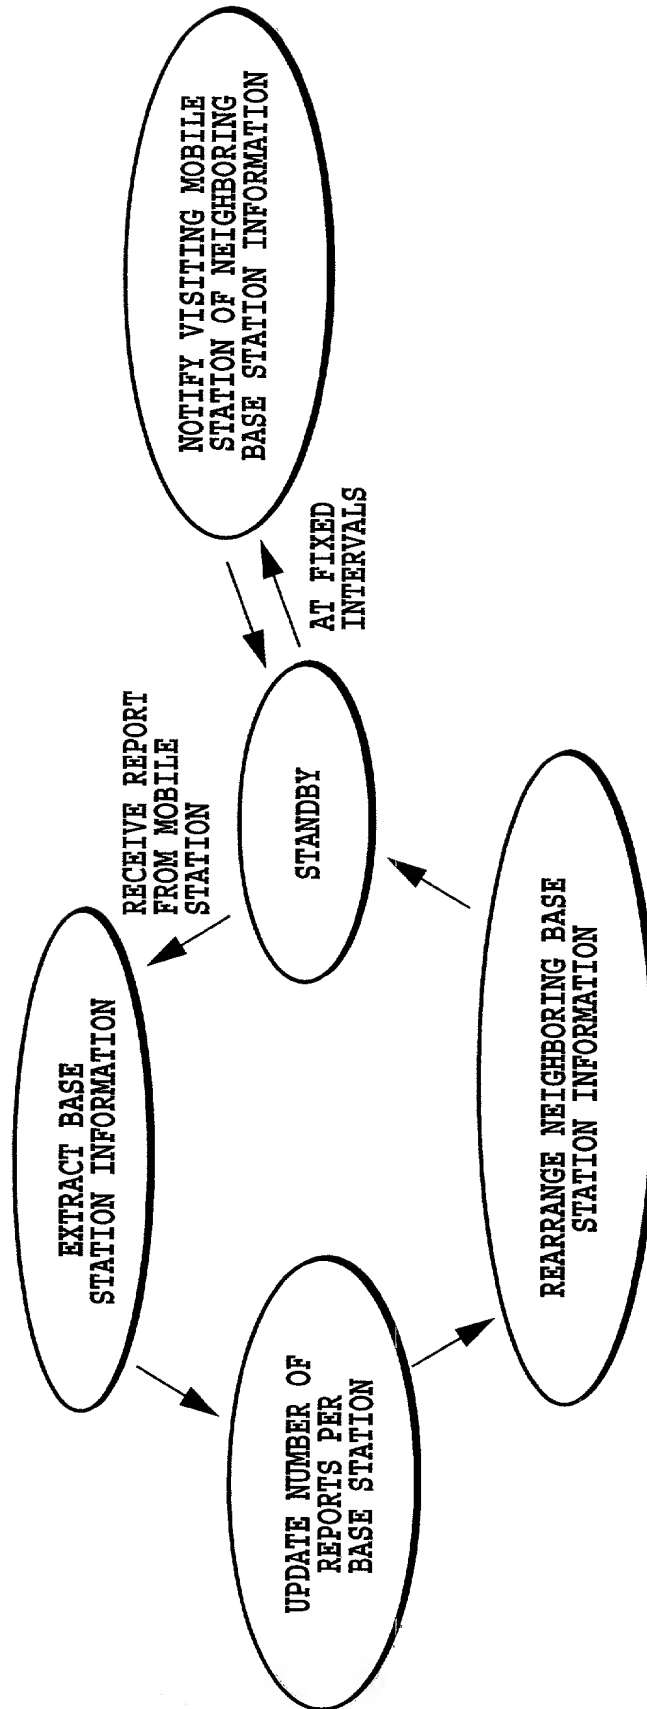 EXTRACT BASE
STATION INFORMATION
RECEIVE REPORT
FROM MOBILE
STATION
NOTIFY VISITING MOBILE
STATION OF NEIGHBORING
BASE STATION INFORMATION
UPDATE NUMBER OF
REPORTS PER
BASE STATION
STANDBY
AT FIXED
INTERVALS
REARRANGE NEIGHBORING BASE
STATION INFORMATION